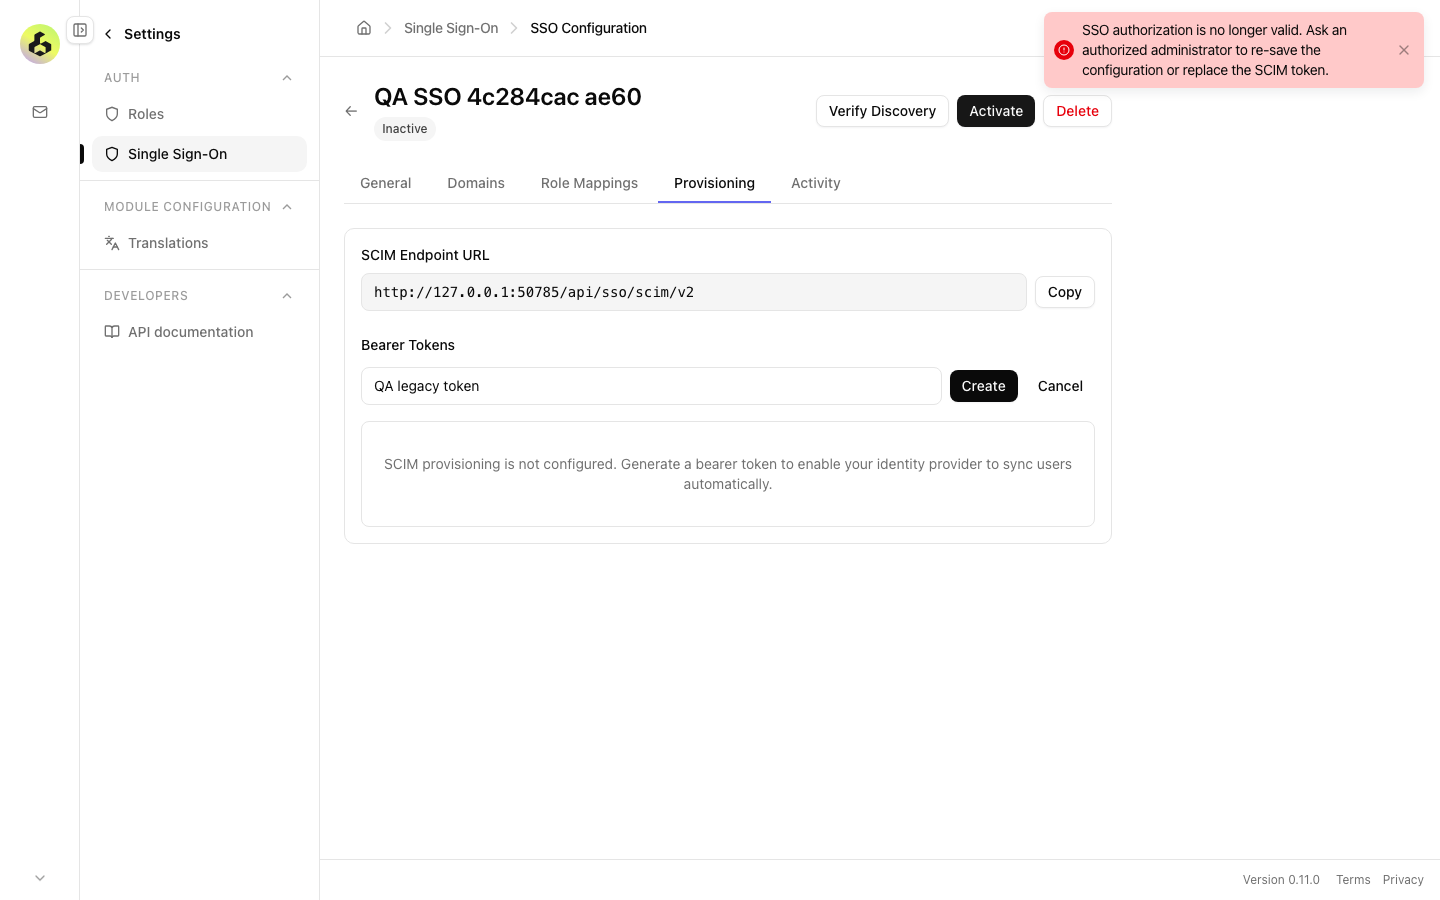 Settings
AUTH
Roles
Single Sign-On
MODULE CONFIGURATION
Translations
DEVELOPERS
API documentation
Single Sign-On
SSO Configuration
SSO authorization is no longer valid. Ask an
authorized administrator to re-save the
configuration or replace the SCIM token.
QA SSO 4c284cac ae60
Inactive
Verify Discovery
Activate
Delete
General
Domains
Role Mappings
Provisioning
Activity
SCIM Endpoint URL
http://127.0.0.1:50785/api/sso/scim/v2
Copy
Bearer Tokens
QA legacy token
Create
Cancel
SCIM provisioning is not configured. Generate a bearer token to enable your identity provider to sync users
automatically.
Version 0.11.0
Terms
Privacy